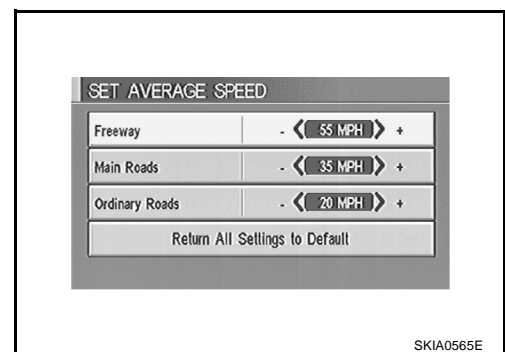 SET AVERAGE SPEED
Freeway - 55 MPH +
Main Roads - 35 MPH +
Ordinary Roads - 20 MPH +
Return All Settings to Default
SKIA0565E